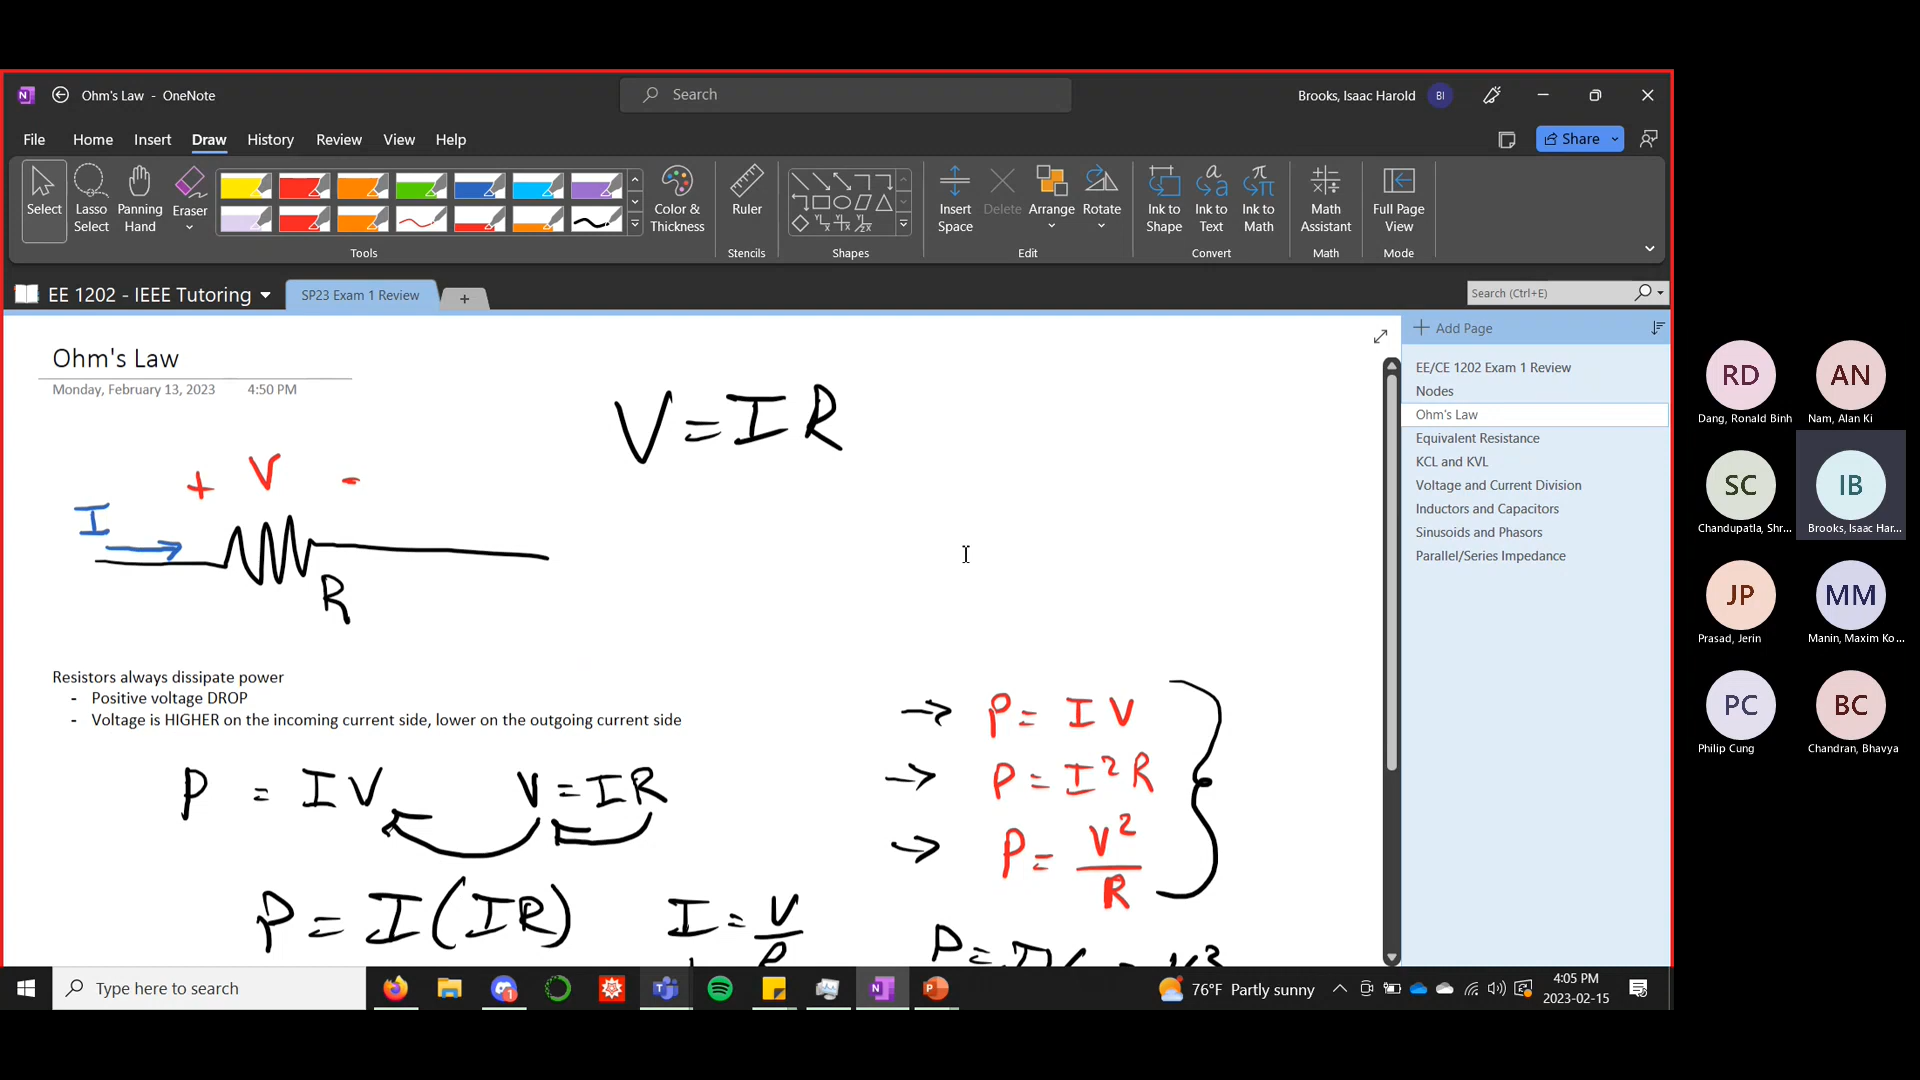 Ohm's Law - OneNote
Search
Brooks, Isaac Harold
BI
File Home Insert Draw History Review View Help
Share
Select
Lasso Select
Panning Hand
Eraser
Color & Thickness
Ruler
Insert Space
Delete
Arrange
Rotate
Ink to Shape
Ink to Text
Ink to Math
Math Assistant
Full Page View
Tools
Stencils
Shapes
Edit
Convert
Math
Mode
EE 1202 - IEEE Tutoring
SP23 Exam 1 Review
+
Search (Ctrl+E)
Ohm's Law
Monday, February 13, 2023 4:50 PM
V = I R
+ V -
I
R
Resistors always dissipate power
- Positive voltage DROP
- Voltage is HIGHER on the incoming current side, lower on the outgoing current side
P = I V
V = I R
P = I (I R)
I = V
→ P = I V
→ P = I² R
→ P = V² / R
P =
Add Page
EE/CE 1202 Exam 1 Review
Nodes
Ohm's Law
Equivalent Resistance
KCL and KVL
Voltage and Current Division
Inductors and Capacitors
Sinusoids and Phasors
Parallel/Series Impedance
RD
Dang, Ronald Binh
AN
Nam, Alan Ki
SC
Chandupatla, Shr...
IB
Brooks, Isaac Har...
JP
Prasad, Jerin
MM
Manin, Maxim Ko...
PC
Philip Cung
BC
Chandran, Bhavya
Type here to search
76°F Partly sunny
4:05 PM
2023-02-15